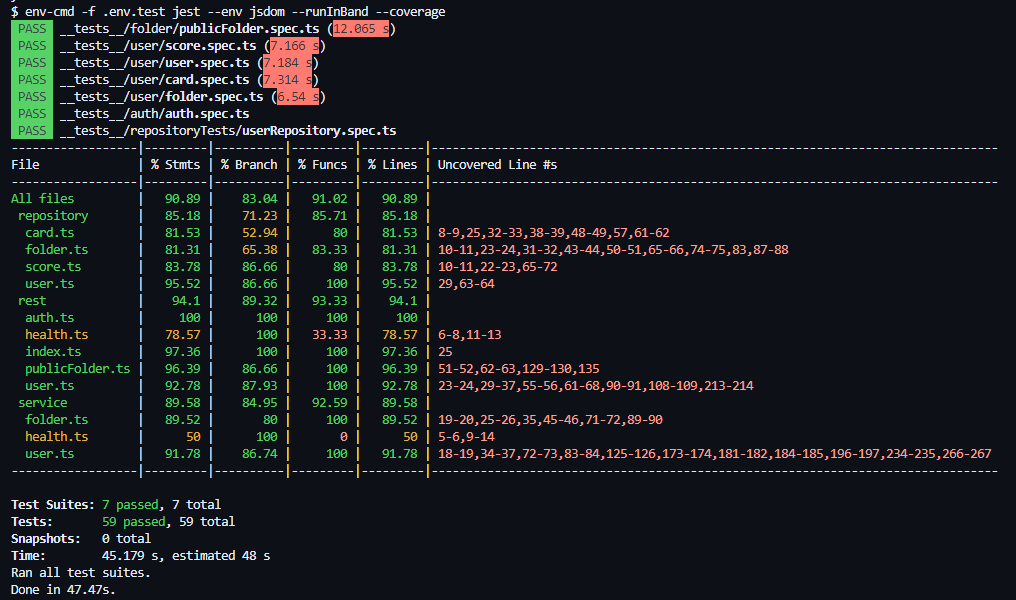 $ env-cmd -f .env.test jest --env jsdom --runInBand --coverage
PASS __tests__/folder/publicFolder.spec.ts (12.065 s)
PASS __tests__/user/score.spec.ts (7.166 s)
PASS __tests__/user/user.spec.ts (7.184 s)
PASS __tests__/user/card.spec.ts (7.314 s)
PASS __tests__/user/folder.spec.ts (6.54 s)
PASS __tests__/auth/auth.spec.ts
PASS __tests__/repositoryTests/userRepository.spec.ts
------------------|---------|----------|---------|---------|---------------------------------------------------------------------------------
File              | % Stmts | % Branch | % Funcs | % Lines | Uncovered Line #s
------------------|---------|----------|---------|---------|---------------------------------------------------------------------------------
All files         |   90.89 |    83.04 |   91.02 |   90.89 |
 repository       |   85.18 |    71.23 |   85.71 |   85.18 |
  card.ts         |   81.53 |    52.94 |      80 |   81.53 | 8-9,25,32-33,38-39,48-49,57,61-62
  folder.ts       |   81.31 |    65.38 |   83.33 |   81.31 | 10-11,23-24,31-32,43-44,50-51,65-66,74-75,83,87-88
  score.ts        |   83.78 |    86.66 |      80 |   83.78 | 10-11,22-23,65-72
  user.ts         |   95.52 |    86.66 |     100 |   95.52 | 29,63-64
 rest             |    94.1 |    89.32 |   93.33 |    94.1 |
  auth.ts         |     100 |      100 |     100 |     100 |
  health.ts       |   78.57 |      100 |   33.33 |   78.57 | 6-8,11-13
  index.ts        |   97.36 |      100 |     100 |   97.36 | 25
  publicFolder.ts |   96.39 |    86.66 |     100 |   96.39 | 51-52,62-63,129-130,135
  user.ts         |   92.78 |    87.93 |     100 |   92.78 | 23-24,29-37,55-56,61-68,90-91,108-109,213-214
 service          |   89.58 |    84.95 |   92.59 |   89.58 |
  folder.ts       |   89.52 |       80 |     100 |   89.52 | 19-20,25-26,35,45-46,71-72,89-90
  health.ts       |      50 |      100 |       0 |      50 | 5-6,9-14
  user.ts         |   91.78 |    86.74 |     100 |   91.78 | 18-19,34-37,72-73,83-84,125-126,173-174,181-182,184-185,196-197,234-235,266-267
------------------|---------|----------|---------|---------|---------------------------------------------------------------------------------
Test Suites: 7 passed, 7 total
Tests:       59 passed, 59 total
Snapshots:   0 total
Time:        45.179 s, estimated 48 s
Ran all test suites.
Done in 47.47s.